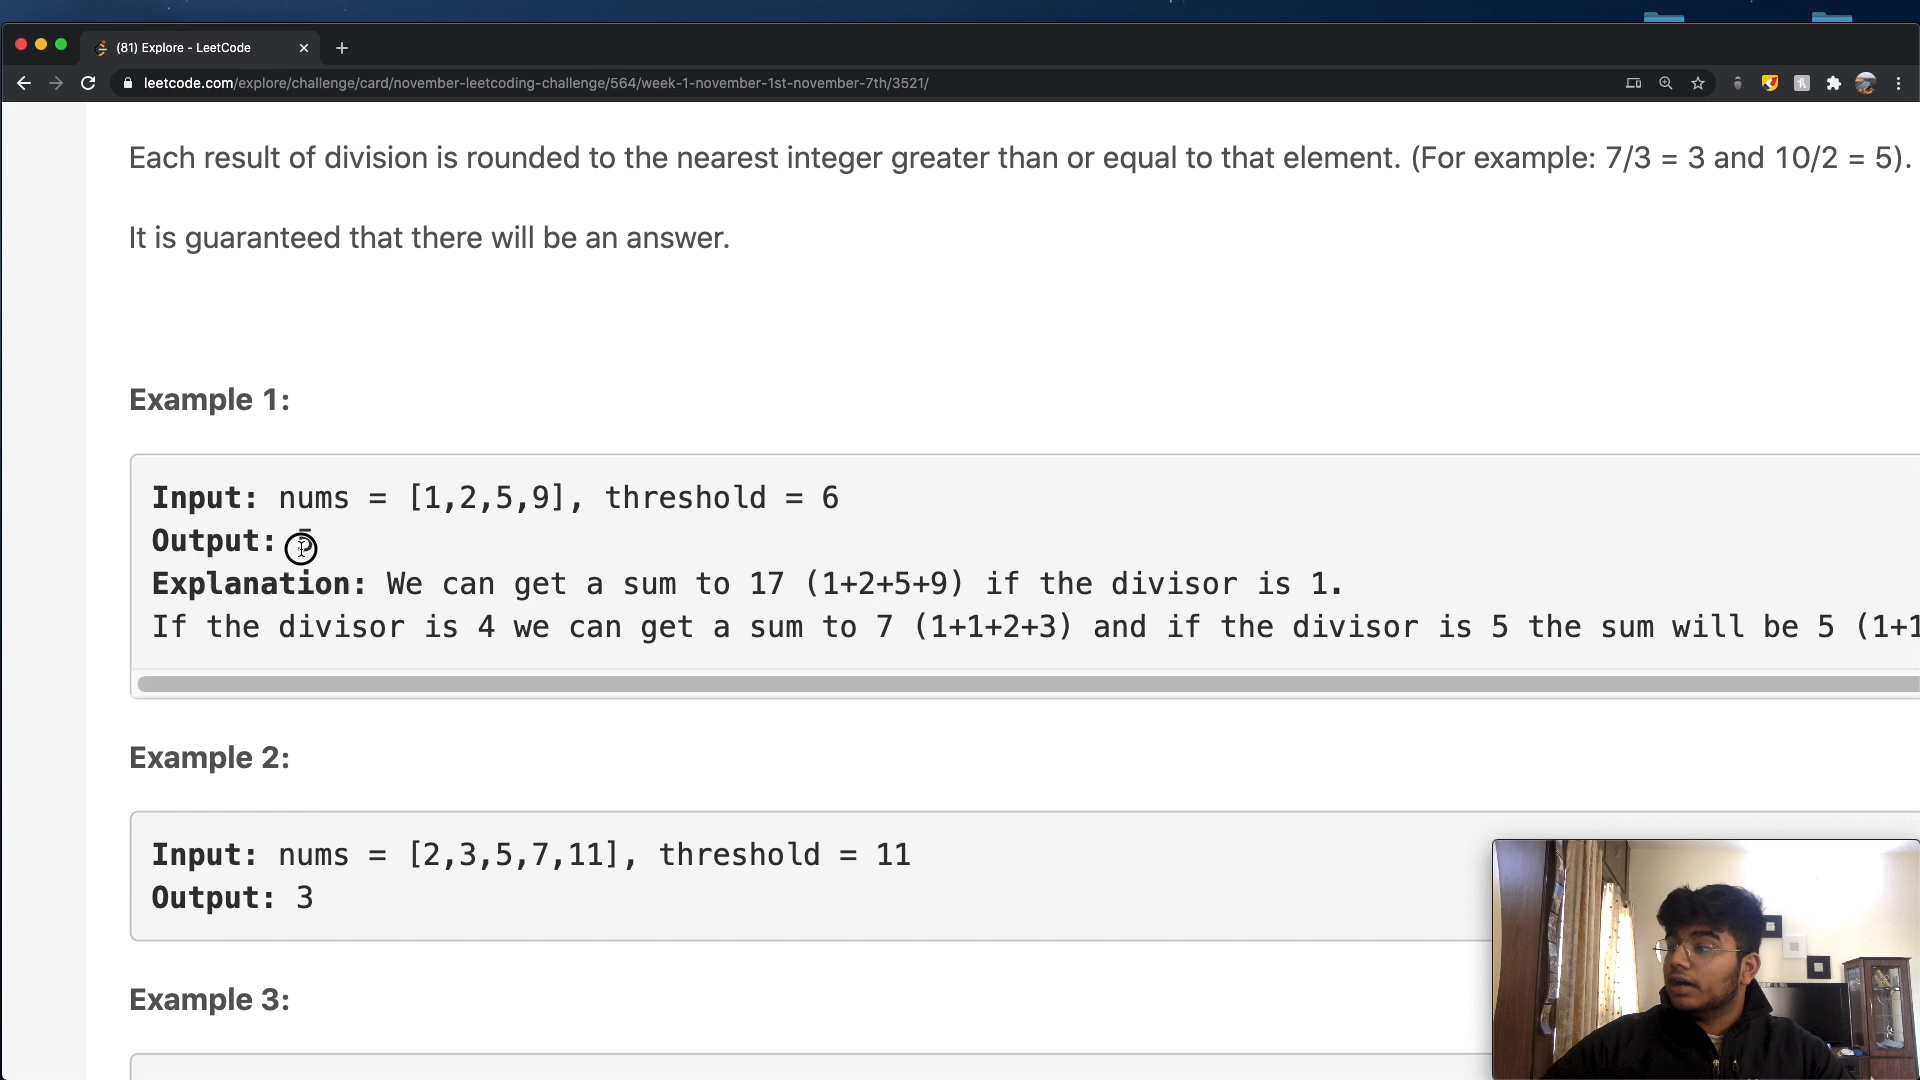 (81) Explore - LeetCode
leetcode.com/explore/challenge/card/november-leetcoding-challenge/564/week-1-november-1st-november-7th/3521/
Each result of division is rounded to the nearest integer greater than or equal to that element. (For example: 7/3 = 3 and 10/2 = 5).
It is guaranteed that there will be an answer.
Example 1:
Input: nums = [1,2,5,9], threshold = 6
Output:
Explanation: We can get a sum to 17 (1+2+5+9) if the divisor is 1.
If the divisor is 4 we can get a sum to 7 (1+1+2+3) and if the divisor is 5 the sum will be 5 (1+1
Example 2:
Input: nums = [2,3,5,7,11], threshold = 11
Output: 3
Example 3: